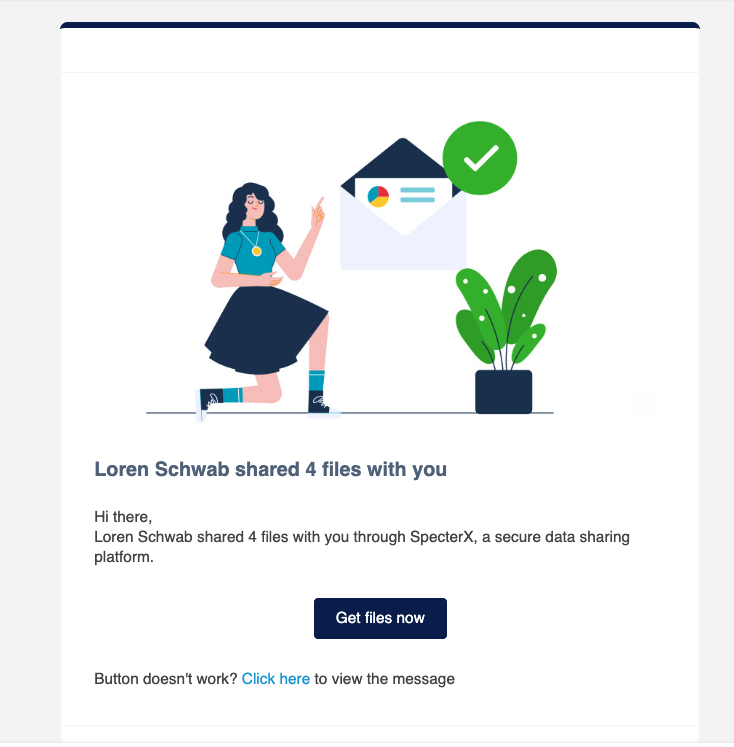 Loren Schwab shared 4 files with you
Hi there,
Loren Schwab shared 4 files with you through SpecterX, a secure data sharing
platform.
Get files now
Button doesn't work? Click here to view the message